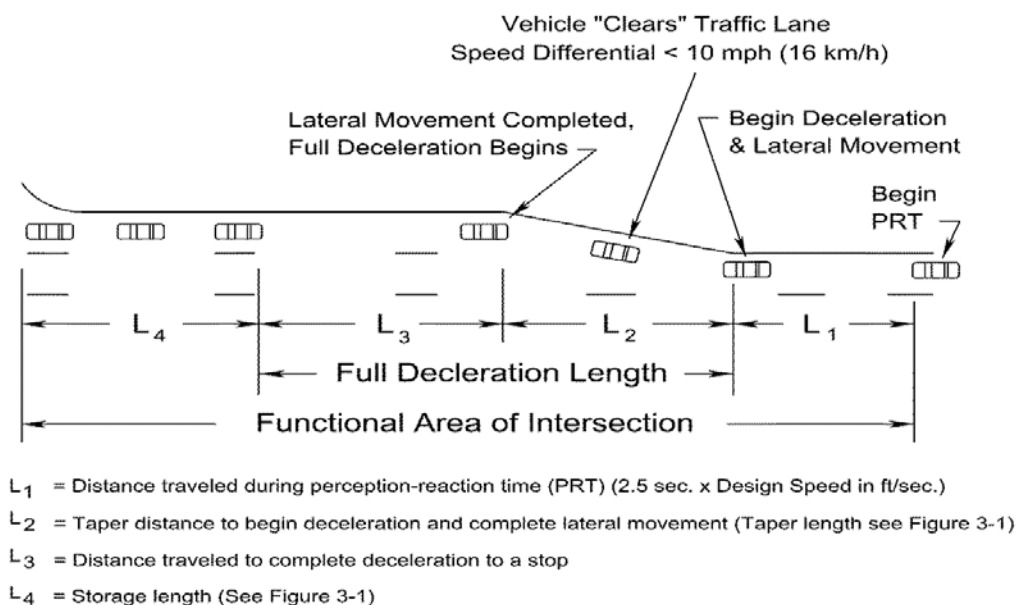 Vehicle "Clears" Traffic Lane
Speed Differential < 10 mph (16 km/h)
Lateral Movement Completed,
Full Deceleration Begins
Begin Deceleration
& Lateral Movement
Begin
PRT
L4
L3
L2
L1
Full Decleration Length
Functional Area of Intersection
L1 = Distance traveled during perception-reaction time (PRT) (2.5 sec. x Design Speed in ft/sec.)
L2 = Taper distance to begin deceleration and complete lateral movement (Taper length see Figure 3-1)
L3 = Distance traveled to complete deceleration to a stop
L4 = Storage length (See Figure 3-1)